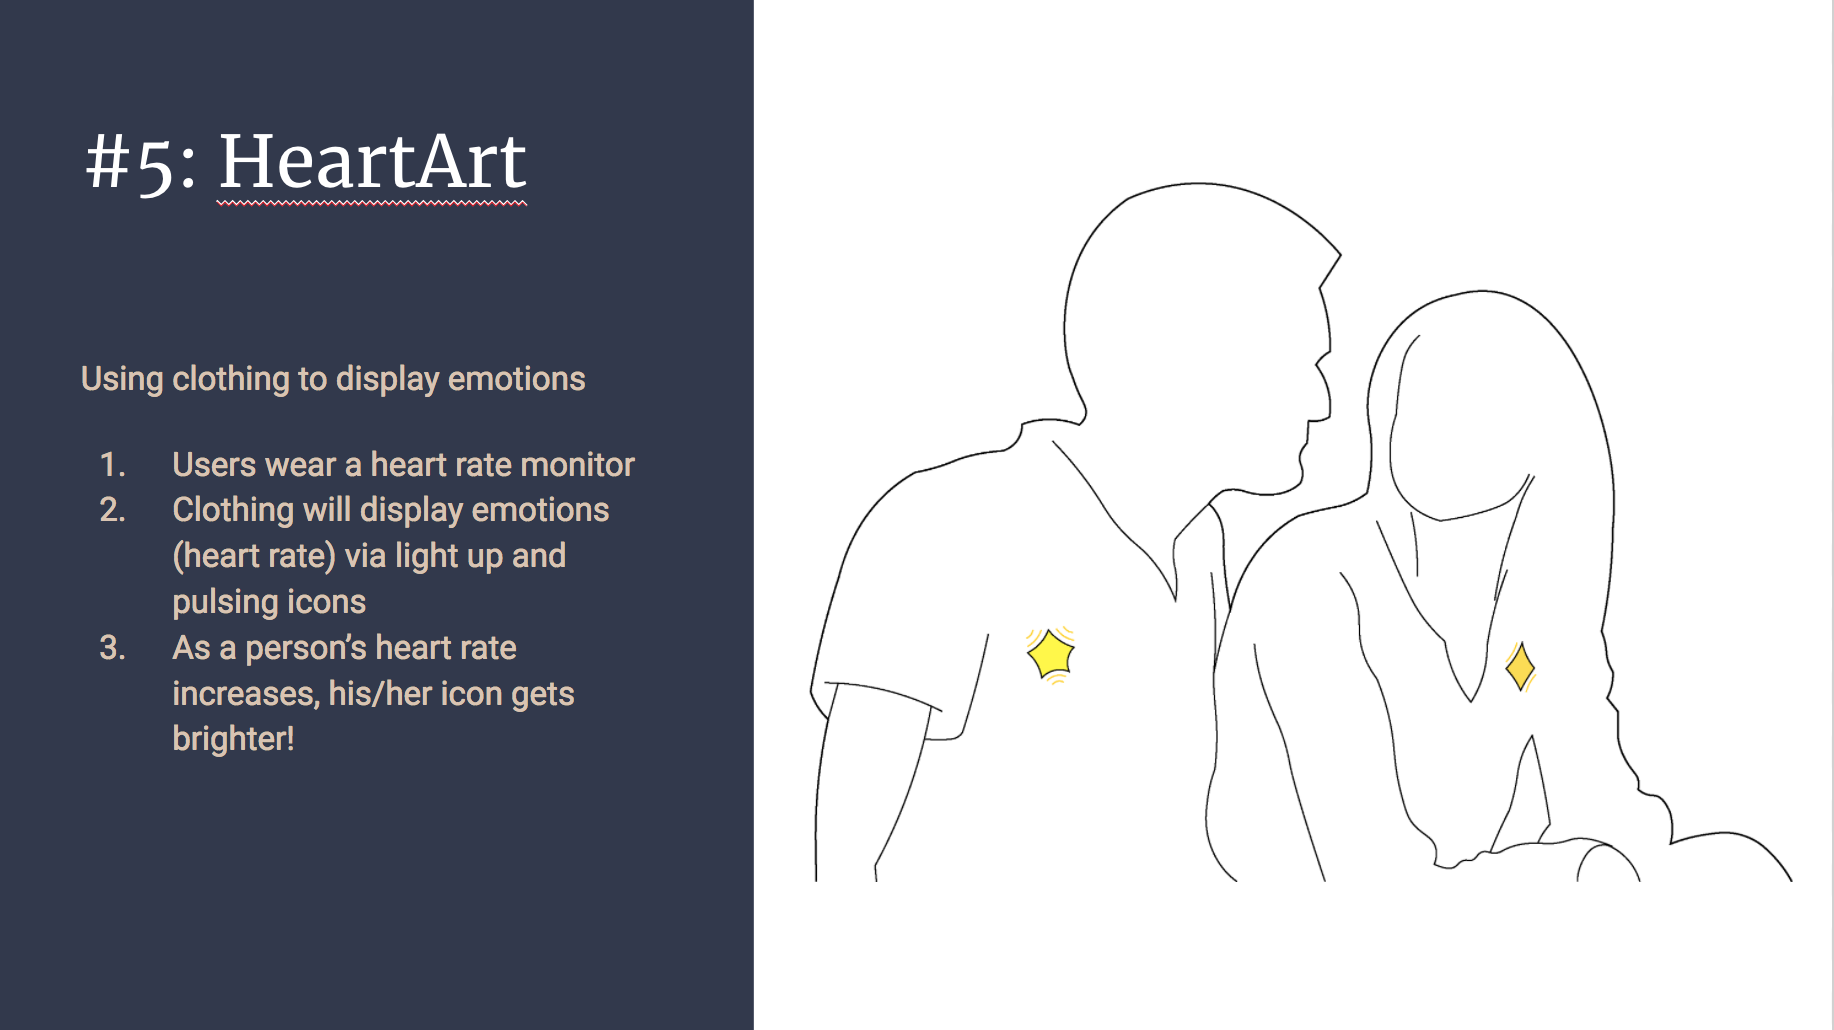 #5: HeartArt
Using clothing to display emotions
1. Users wear a heart rate monitor
2. Clothing will display emotions
(heart rate) via light up and
pulsing icons
3. As a person’s heart rate
increases, his/her icon gets
brighter!